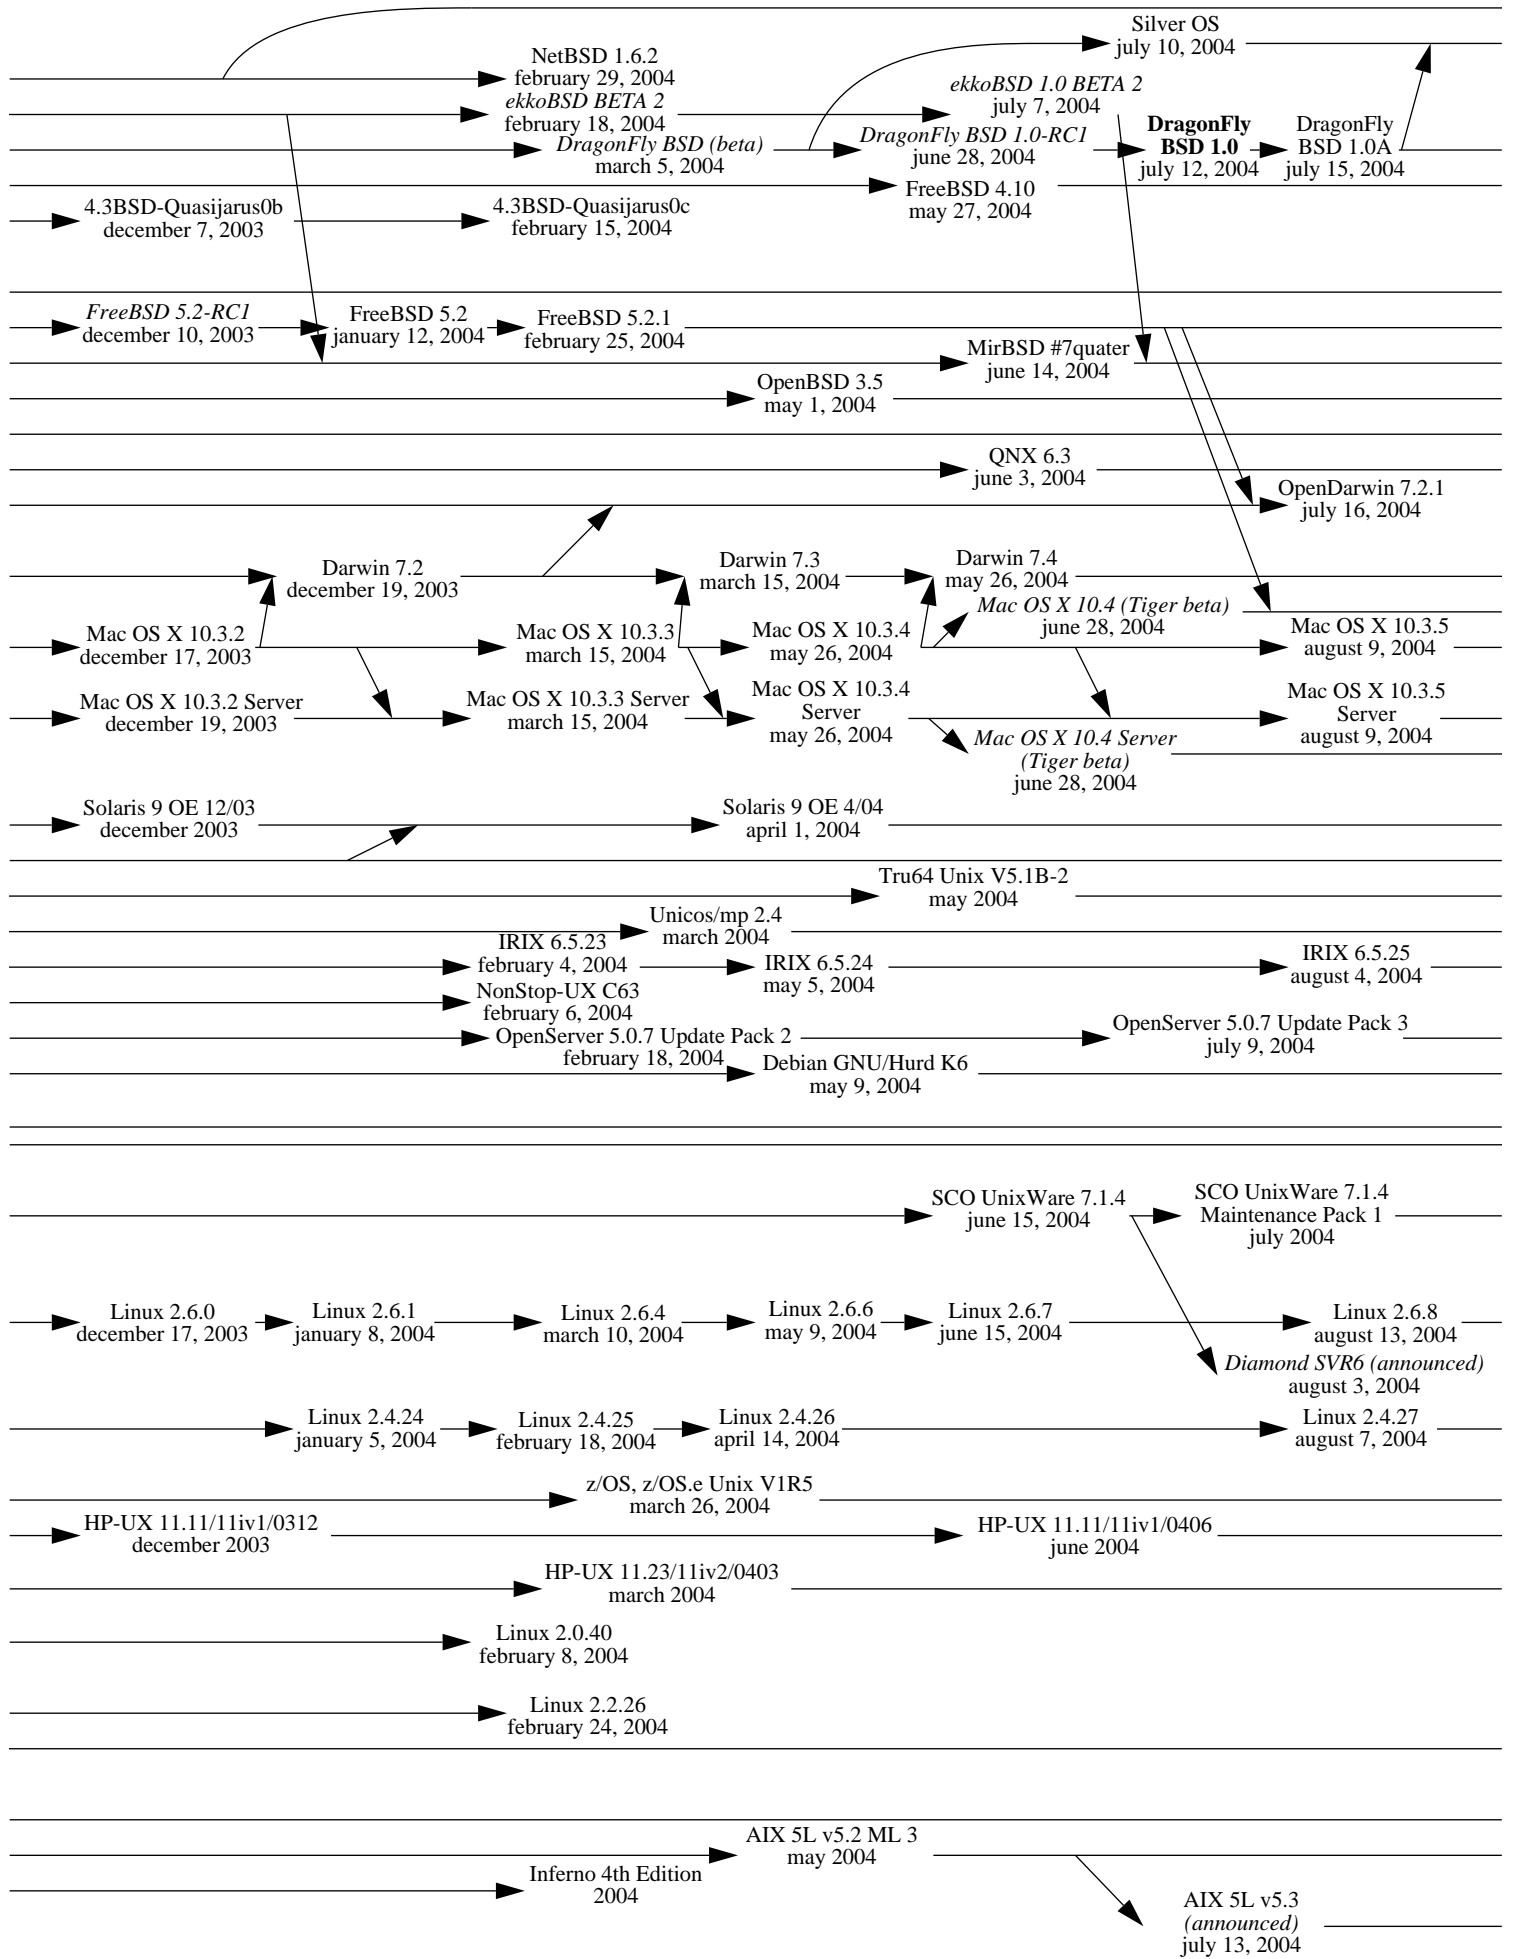 Silver OS
july 10, 2004
NetBSD 1.6.2
february 29, 2004
ekkoBSD 1.0 BETA 2
july 7, 2004
ekkoBSD BETA 2
february 18, 2004
DragonFly BSD (beta)
march 5, 2004
DragonFly BSD 1.0-RC1
june 28, 2004
DragonFly
BSD 1.0
july 12, 2004
DragonFly
BSD 1.0A
july 15, 2004
FreeBSD 4.10
may 27, 2004
4.3BSD-Quasijarus0b
december 7, 2003
4.3BSD-Quasijarus0c
february 15, 2004
FreeBSD 5.2-RC1
december 10, 2003
FreeBSD 5.2
january 12, 2004
FreeBSD 5.2.1
february 25, 2004
MirBSD #7quater
june 14, 2004
OpenBSD 3.5
may 1, 2004
QNX 6.3
june 3, 2004
OpenDarwin 7.2.1
july 16, 2004
Darwin 7.2
december 19, 2003
Darwin 7.3
march 15, 2004
Darwin 7.4
may 26, 2004
Mac OS X 10.4 (Tiger beta)
june 28, 2004
Mac OS X 10.3.2
december 17, 2003
Mac OS X 10.3.3
march 15, 2004
Mac OS X 10.3.4
may 26, 2004
Mac OS X 10.3.5
august 9, 2004
Mac OS X 10.3.2 Server
december 19, 2003
Mac OS X 10.3.3 Server
march 15, 2004
Mac OS X 10.3.4
Server
may 26, 2004
Mac OS X 10.3.5
Server
august 9, 2004
Mac OS X 10.4 Server
(Tiger beta)
june 28, 2004
Solaris 9 OE 12/03
december 2003
Solaris 9 OE 4/04
april 1, 2004
Tru64 Unix V5.1B-2
may 2004
Unicos/mp 2.4
march 2004
IRIX 6.5.23
february 4, 2004
IRIX 6.5.24
may 5, 2004
IRIX 6.5.25
august 4, 2004
NonStop-UX C63
february 6, 2004
OpenServer 5.0.7 Update Pack 2
february 18, 2004
OpenServer 5.0.7 Update Pack 3
july 9, 2004
Debian GNU/Hurd K6
may 9, 2004
SCO UnixWare 7.1.4
june 15, 2004
SCO UnixWare 7.1.4
Maintenance Pack 1
july 2004
Linux 2.6.0
december 17, 2003
Linux 2.6.1
january 8, 2004
Linux 2.6.4
march 10, 2004
Linux 2.6.6
may 9, 2004
Linux 2.6.7
june 15, 2004
Linux 2.6.8
august 13, 2004
Diamond SVR6 (announced)
august 3, 2004
Linux 2.4.24
january 5, 2004
Linux 2.4.25
february 18, 2004
Linux 2.4.26
april 14, 2004
Linux 2.4.27
august 7, 2004
z/OS, z/OS.e Unix V1R5
march 26, 2004
HP-UX 11.11/11iv1/0312
december 2003
HP-UX 11.11/11iv1/0406
june 2004
HP-UX 11.23/11iv2/0403
march 2004
Linux 2.0.40
february 8, 2004
Linux 2.2.26
february 24, 2004
AIX 5L v5.2 ML 3
may 2004
Inferno 4th Edition
2004
AIX 5L v5.3
(announced)
july 13, 2004